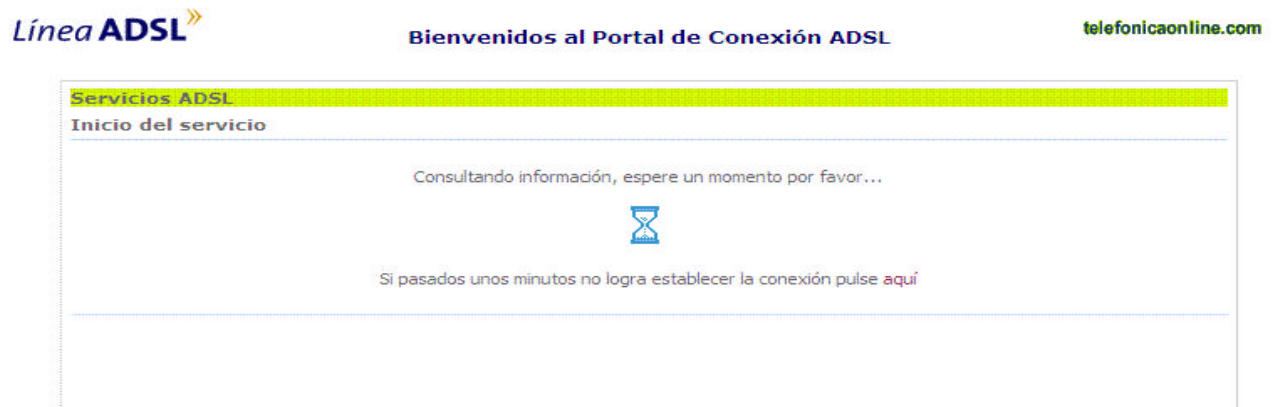 Línea ADSL»
Bienvenidos al Portal de Conexión ADSL
telefonicaonline.com
Servicios ADSL
Inicio del servicio
Consultando información, espere un momento por favor...
Si pasados unos minutos no logra establecer la conexión pulse aquí